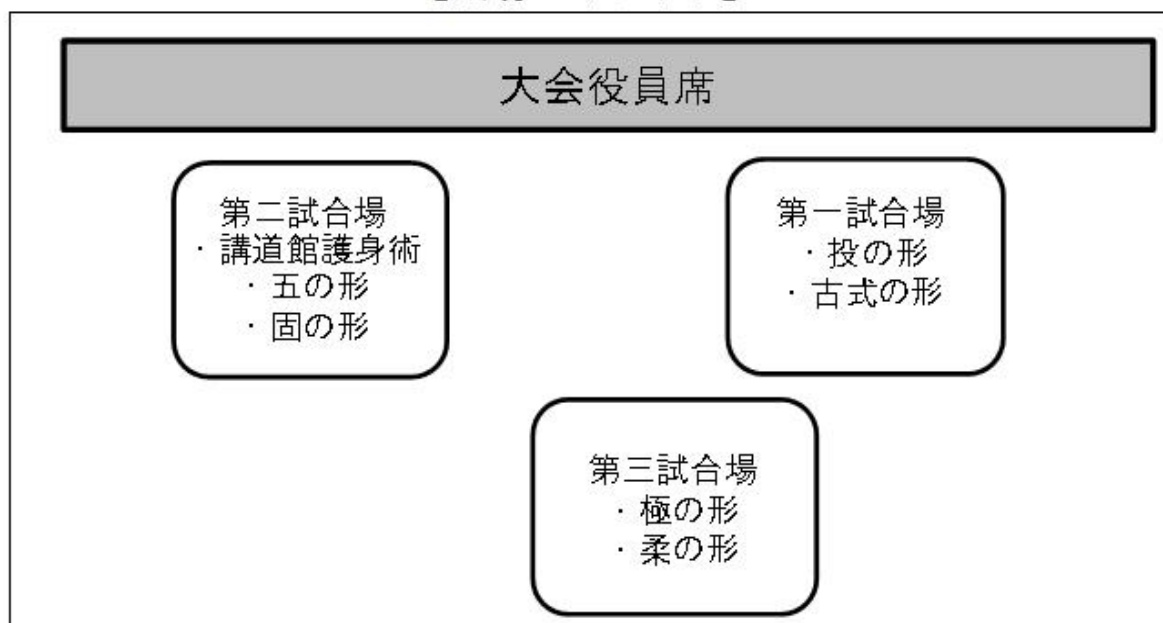 大会役員席
第二試合場
・講道館護身術
・五の形
・固の形
第一試合場
・投の形
・古式の形
第三試合場
・極の形
・柔の形